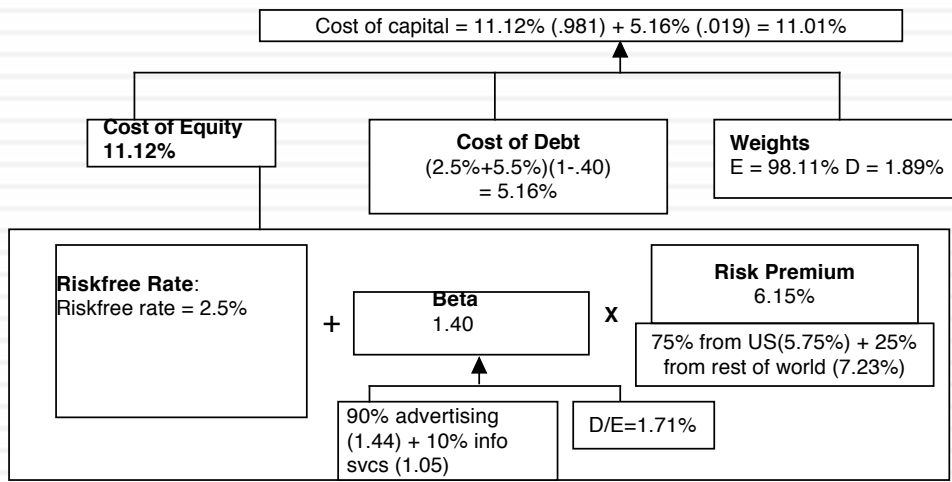 Cost of capital = 11.12% (.981) + 5.16% (.019) = 11.01%
Cost of Equity
11.12%
Cost of Debt
(2.5%+5.5%)(1-.40)
= 5.16%
Weights
E = 98.11% D = 1.89%
Riskfree Rate:
Riskfree rate = 2.5%
+
Beta
1.40
X
Risk Premium
6.15%
75% from US(5.75%) + 25%
from rest of world (7.23%)
90% advertising
(1.44) + 10% info
svcs (1.05)
D/E=1.71%